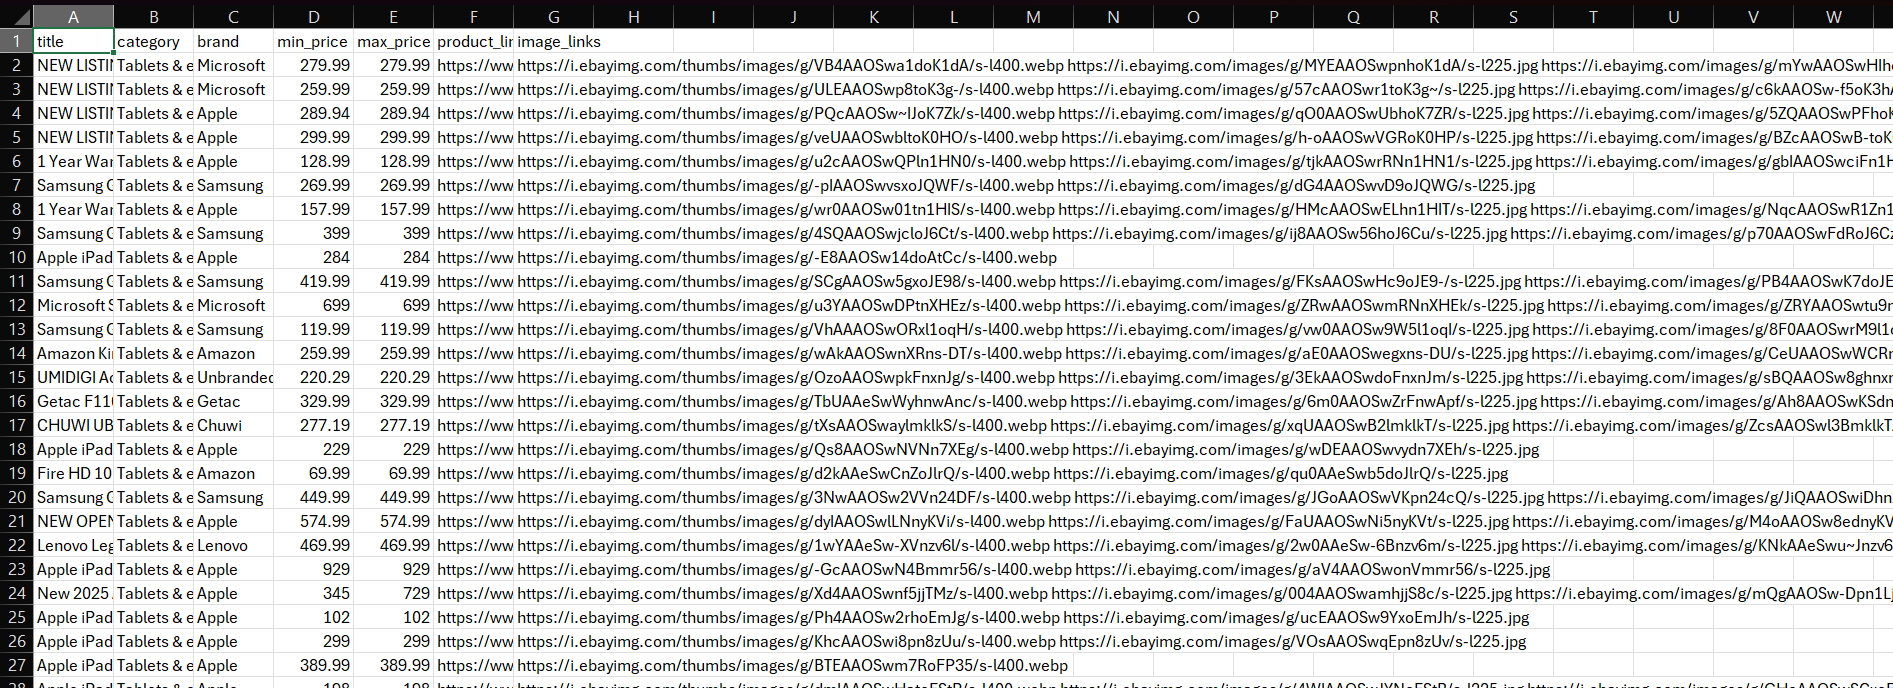 A B C D E F G H I J K L M N O P Q R S T U V W
1 title category brand min_price max_price product_lin image_links
2 NEW LISTIN Tablets & e Microsoft 279.99 279.99 https://ww https://i.ebayimg.com/thumbs/images/g/VB4AAOSwa1doK1dA/s-l400.webp https://i.ebayimg.com/images/g/MYEAAOSwpnhoK1dA/s-l225.jpg https://i.ebayimg.com/images/g/mYwAAOSwHIh
3 NEW LISTIN Tablets & e Microsoft 259.99 259.99 https://ww https://i.ebayimg.com/thumbs/images/g/ULEAAOSwp8toK3g-/s-l400.webp https://i.ebayimg.com/images/g/57cAAOSwr1toK3g~/s-l225.jpg https://i.ebayimg.com/images/g/c6kAAOSw-f5oK3h
4 NEW LISTIN Tablets & e Apple 289.94 289.94 https://ww https://i.ebayimg.com/thumbs/images/g/PQcAAOSw~IJoK7Zk/s-l400.webp https://i.ebayimg.com/images/g/qO0AAOSwUbhoK7ZR/s-l225.jpg https://i.ebayimg.com/images/g/5ZQAAOSwPFho
5 NEW LISTIN Tablets & e Apple 299.99 299.99 https://ww https://i.ebayimg.com/thumbs/images/g/veUAAOSwbltoK0HO/s-l400.webp https://i.ebayimg.com/images/g/h-oAAOSwVGRoK0HP/s-l225.jpg https://i.ebayimg.com/images/g/BZcAAOSwB-toK
6 1 Year War Tablets & e Apple 128.99 128.99 https://ww https://i.ebayimg.com/thumbs/images/g/u2cAAOSwQPln1HN0/s-l400.webp https://i.ebayimg.com/images/g/tjkAAOSwrRNn1HN1/s-l225.jpg https://i.ebayimg.com/images/g/gblAAOSwciFn1H
7 Samsung G Tablets & e Samsung 269.99 269.99 https://ww https://i.ebayimg.com/thumbs/images/g/-pIAAOSwvsxoJQWF/s-l400.webp https://i.ebayimg.com/images/g/dG4AAOSwvD9oJQWG/s-l225.jpg
8 1 Year War Tablets & e Apple 157.99 157.99 https://ww https://i.ebayimg.com/thumbs/images/g/wr0AAOSw01tn1HIS/s-l400.webp https://i.ebayimg.com/images/g/HMcAAOSwELhn1HIT/s-l225.jpg https://i.ebayimg.com/images/g/NqcAAOSwR1Zn1
9 Samsung G Tablets & e Samsung 399 399 https://ww https://i.ebayimg.com/thumbs/images/g/4SQAAOSwjcloJ6Ct/s-l400.webp https://i.ebayimg.com/images/g/ij8AAOSw56hoJ6Cu/s-l225.jpg https://i.ebayimg.com/images/g/p70AAOSwFdRoJ6Cz
10 Apple iPad Tablets & e Apple 284 284 https://ww https://i.ebayimg.com/thumbs/images/g/-E8AAOSw14doAtCc/s-l400.webp
11 Samsung G Tablets & e Samsung 419.99 419.99 https://ww https://i.ebayimg.com/thumbs/images/g/SCgAAOSw5gxoJE98/s-l400.webp https://i.ebayimg.com/images/g/FKsAAOSwHc9oJE9-/s-l225.jpg https://i.ebayimg.com/images/g/PB4AAOSwK7doJE
12 Microsoft S Tablets & e Microsoft 699 699 https://ww https://i.ebayimg.com/thumbs/images/g/u3YAAOSwDPtnXHEz/s-l400.webp https://i.ebayimg.com/images/g/ZRwAAOSwmRNnXHEk/s-l225.jpg https://i.ebayimg.com/images/g/ZRYAAOSwtu9n
13 Samsung G Tablets & e Samsung 119.99 119.99 https://ww https://i.ebayimg.com/thumbs/images/g/VhAAAOSwORxl1oqH/s-l400.webp https://i.ebayimg.com/images/g/vw0AAOSw9W5l1oqI/s-l225.jpg https://i.ebayimg.com/images/g/8F0AAOSwrM9l1
14 Amazon Ki Tablets & e Amazon 259.99 259.99 https://ww https://i.ebayimg.com/thumbs/images/g/wAkAAOSwnXRns-DT/s-l400.webp https://i.ebayimg.com/images/g/aE0AAOSwegxns-DU/s-l225.jpg https://i.ebayimg.com/images/g/CeUAAOSwWCRn
15 UMIDIGI Ac Tablets & e Unbranded 220.29 220.29 https://ww https://i.ebayimg.com/thumbs/images/g/OzoAAOSwpkFnxnJg/s-l400.webp https://i.ebayimg.com/images/g/3EkAAOSwdoFnxnJm/s-l225.jpg https://i.ebayimg.com/images/g/sBQAAOSw8ghnxn
16 Getac F110 Tablets & e Getac 329.99 329.99 https://ww https://i.ebayimg.com/thumbs/images/g/TbUAAeSwWyhnwAnc/s-l400.webp https://i.ebayimg.com/images/g/6m0AAOSwZrFnwApf/s-l225.jpg https://i.ebayimg.com/images/g/Ah8AAOSwKSdn
17 CHUWI UB Tablets & e Chuwi 277.19 277.19 https://ww https://i.ebayimg.com/thumbs/images/g/tXsAAOSwaylmklkS/s-l400.webp https://i.ebayimg.com/images/g/xqUAAOSwB2lmklkT/s-l225.jpg https://i.ebayimg.com/images/g/ZcsAAOSwl3BmklkT
18 Apple iPad Tablets & e Apple 229 229 https://ww https://i.ebayimg.com/thumbs/images/g/Qs8AAOSwNVNn7XEg/s-l400.webp https://i.ebayimg.com/images/g/wDEAAOSwvydn7XEh/s-l225.jpg
19 Fire HD 10 Tablets & e Amazon 69.99 69.99 https://ww https://i.ebayimg.com/thumbs/images/g/d2kAAeSwCnZoJlrQ/s-l400.webp https://i.ebayimg.com/images/g/qu0AAeSwb5doJlrQ/s-l225.jpg
20 Samsung G Tablets & e Samsung 449.99 449.99 https://ww https://i.ebayimg.com/thumbs/images/g/3NwAAOSw2VVn24DF/s-l400.webp https://i.ebayimg.com/images/g/JGoAAOSwVKpn24cQ/s-l225.jpg https://i.ebayimg.com/images/g/JiQAAOSwiDhn
21 NEW OPEN Tablets & e Apple 574.99 574.99 https://ww https://i.ebayimg.com/thumbs/images/g/dylAAOSwlLNnyKVi/s-l400.webp https://i.ebayimg.com/images/g/FaUAAOSwNi5nyKVt/s-l225.jpg https://i.ebayimg.com/images/g/M4oAAOSw8ednyKV
22 Lenovo Leg Tablets & e Lenovo 469.99 469.99 https://ww https://i.ebayimg.com/thumbs/images/g/1wYAAeSw-XVnzv6l/s-l400.webp https://i.ebayimg.com/images/g/2w0AAeSw-6Bnzv6m/s-l225.jpg https://i.ebayimg.com/images/g/KNkAAeSwu~Jnzv6
23 Apple iPad Tablets & e Apple 929 929 https://ww https://i.ebayimg.com/thumbs/images/g/-GcAAOSwN4Bmmr56/s-l400.webp https://i.ebayimg.com/images/g/aV4AAOSwonVmmr56/s-l225.jpg
24 New 2025 Tablets & e Apple 345 729 https://ww https://i.ebayimg.com/thumbs/images/g/Xd4AAOSwnf5jjTMz/s-l400.webp https://i.ebayimg.com/images/g/004AAOSwamhjjS8c/s-l225.jpg https://i.ebayimg.com/images/g/mQgAAOSw-Dpn1Lj
25 Apple iPad Tablets & e Apple 102 102 https://ww https://i.ebayimg.com/thumbs/images/g/Ph4AAOSw2rhoEmJg/s-l400.webp https://i.ebayimg.com/images/g/ucEAAOSw9YxoEmJh/s-l225.jpg
26 Apple iPad Tablets & e Apple 299 299 https://ww https://i.ebayimg.com/thumbs/images/g/KhcAAOSwi8pn8zUu/s-l400.webp https://i.ebayimg.com/images/g/VOsAAOSwqEpn8zUv/s-l225.jpg
27 Apple iPad Tablets & e Apple 389.99 389.99 https://ww https://i.ebayimg.com/thumbs/images/g/BTEAAOSwm7RoFP35/s-l400.webp